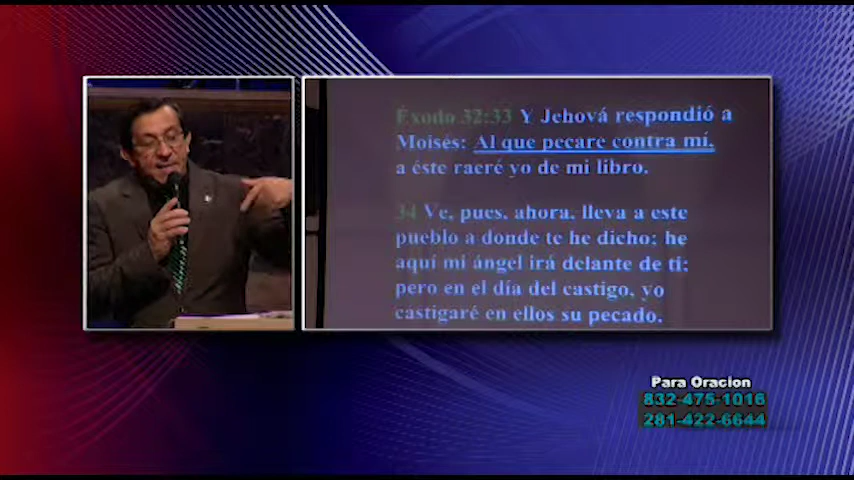 Éxodo 32:33 Y Jehová respondió a
Moisés: Al que pecare contra mí,
a éste raeré yo de mi libro.
34 Ve, pues, ahora, lleva a este
pueblo a donde te he dicho; he
aquí mi ángel irá delante de ti;
pero en el día del castigo, yo
castigaré en ellos su pecado.
Para Oracion
832-475-1016
281-422-6644